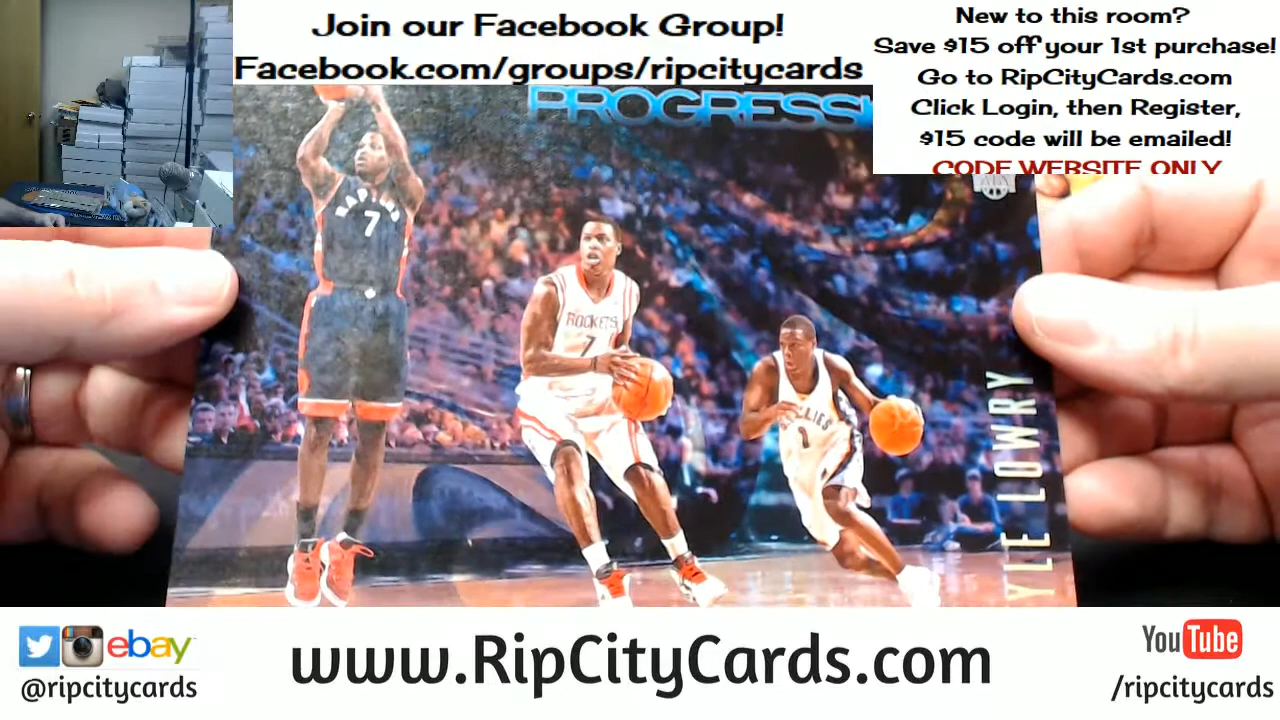 Join our Facebook Group!
Facebook.com/groups/ripcitycards
New to this room?
Save $15 off your 1st purchase!
Go to RipCityCards.com
Click Login, then Register,
$15 code will be emailed!
CODE WEBSITE ONLY
PROGRESSI
RAPTORS
7
ROCKETS
7
1
YLE LOWRY
ebay
@ripcitycards
www.RipCityCards.com
YouTube
/ripcitycards